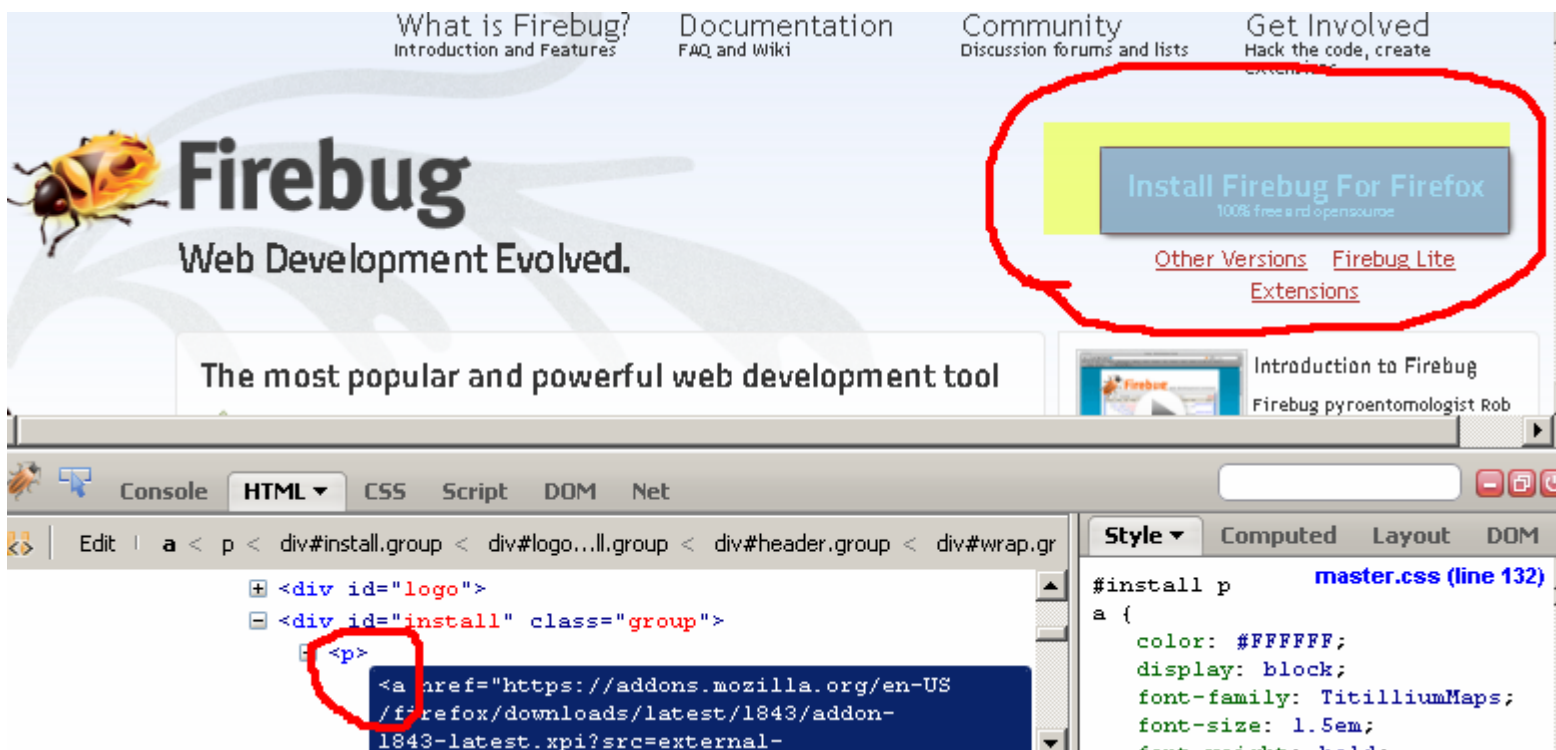 What is Firebug? Documentation Community Get Involved
Introduction and Features FAQ and Wiki Discussion forums and lists Hack the code, create
extensions
Firebug
Install Firebug For Firefox
100% free and opensource
Web Development Evolved.
Other Versions Firebug Lite
Extensions
The most popular and powerful web development tool
Introduction to Firebug
Firebug
Firebug pyroentomologist Rob
Console HTML CSS Script DOM Net
Edit a < p < div#install.group < div#logo...ll.group < div#header.group < div#wrap.gr
Style Computed Layout DOM
<div id="logo">
<div id="install" class="group">
<p>
<a href="https://addons.mozilla.org/en-US
/firefox/downloads/latest/1843/addon-
1843-latest.xpi?src=external-
#install p master.css (line 132)
a {
color: #FFFFFF;
display: block;
font-family: TitilliumMaps;
font-size: 1.5em;
font-weight: bold;